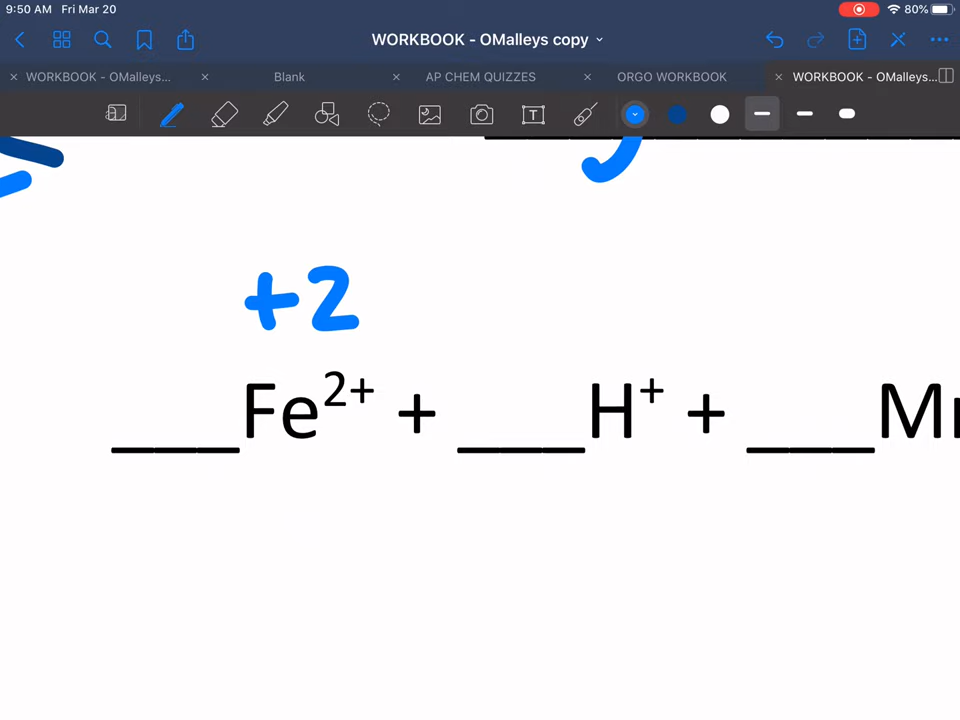 9:50 AM Fri Mar 20 80%
WORKBOOK - OMalleys copy
WORKBOOK - OMalleys... Blank AP CHEM QUIZZES ORGO WORKBOOK WORKBOOK - OMalleys...
T
+2
___Fe²⁺ + ___H⁺ + ___M